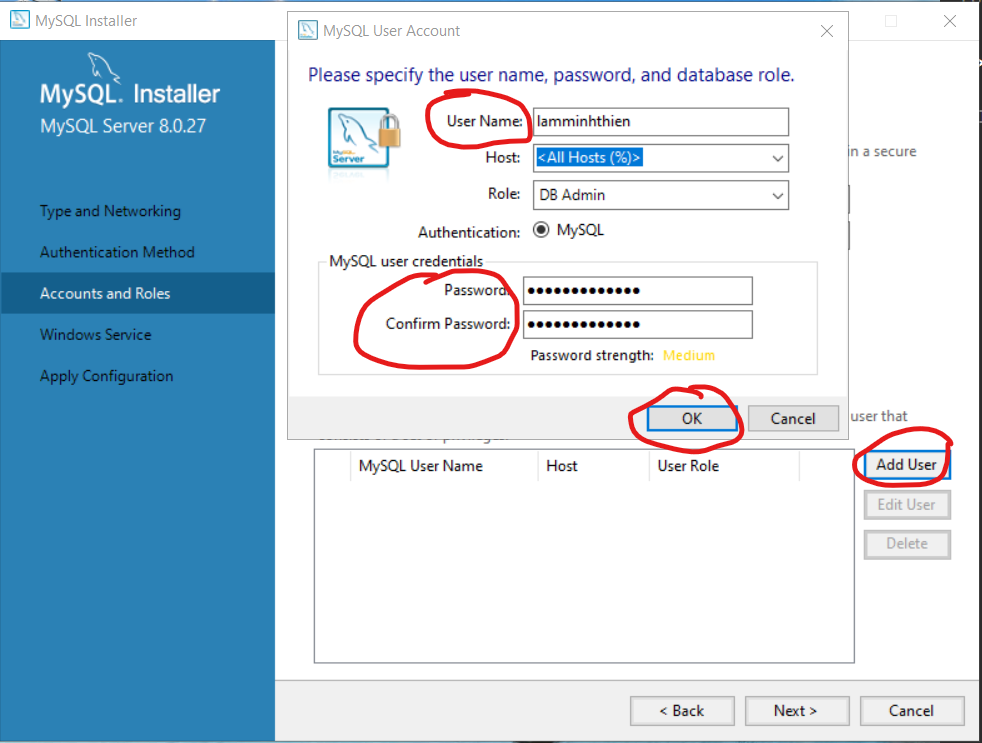 MySQL Installer
MySQL. Installer
MySQL Server 8.0.27
Type and Networking
Authentication Method
Accounts and Roles
Windows Service
Apply Configuration
MySQL User Account
Please specify the user name, password, and database role.
MySQL
Server
User Name: lamminhthien
Host: <All Hosts (%)>
Role: DB Admin
Authentication: MySQL
MySQL user credentials
Password: •••••••••••••
Confirm Password: •••••••••••••
Password strength: Medium
OK Cancel
in a secure
user that
MySQL User Name Host User Role
Add User
Edit User
Delete
< Back Next > Cancel